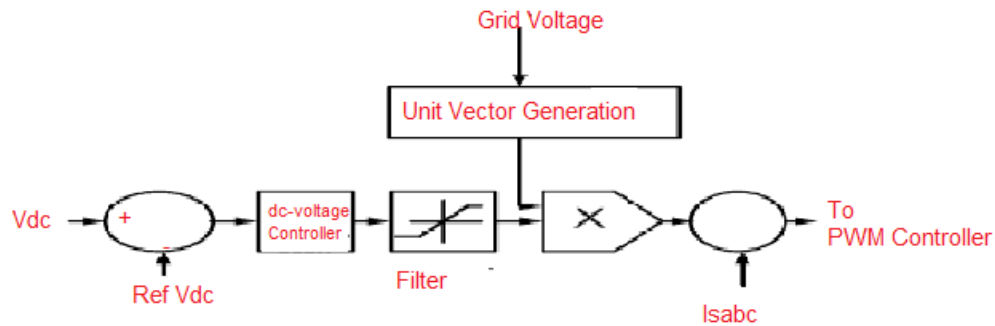 Grid Voltage
Unit Vector Generation
Vdc
+
-
dc-voltage
Controller .
X
To
PWM Controller
Ref Vdc
Filter
-
Isabc